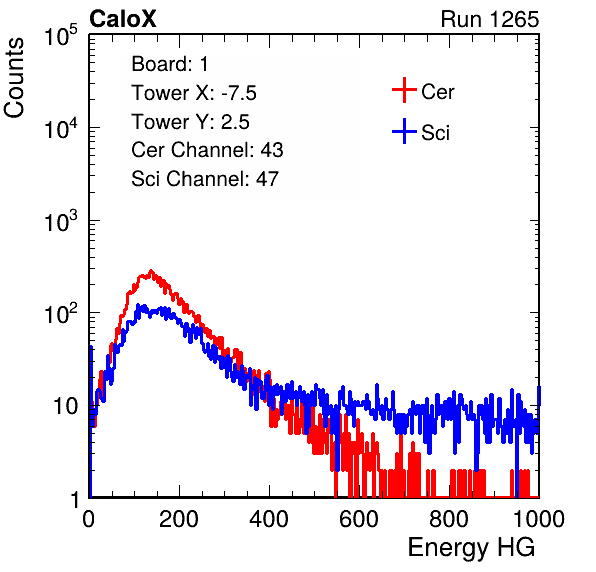 CaloX Run 1265
Counts
10^5
10^4
10^3
10^2
10
1
Board: 1
Tower X: -7.5
Tower Y: 2.5
Cer Channel: 43
Sci Channel: 47
Cer
Sci
0 200 400 600 800 1000
Energy HG